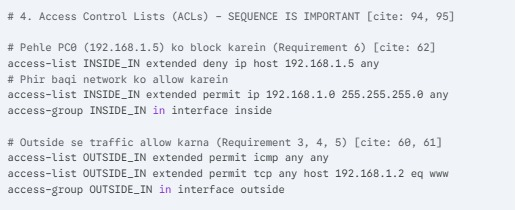 # 4. Access Control Lists (ACLs) - SEQUENCE IS IMPORTANT [cite: 94, 95]
# Pehle PC0 (192.168.1.5) ko block karein (Requirement 6) [cite: 62]
access-list INSIDE_IN extended deny ip host 192.168.1.5 any
# Phir baqi network ko allow karein
access-list INSIDE_IN extended permit ip 192.168.1.0 255.255.255.0 any
access-group INSIDE_IN in interface inside
# Outside se traffic allow karna (Requirement 3, 4, 5) [cite: 60, 61]
access-list OUTSIDE_IN extended permit icmp any any
access-list OUTSIDE_IN extended permit tcp any host 192.168.1.2 eq www
access-group OUTSIDE_IN in interface outside